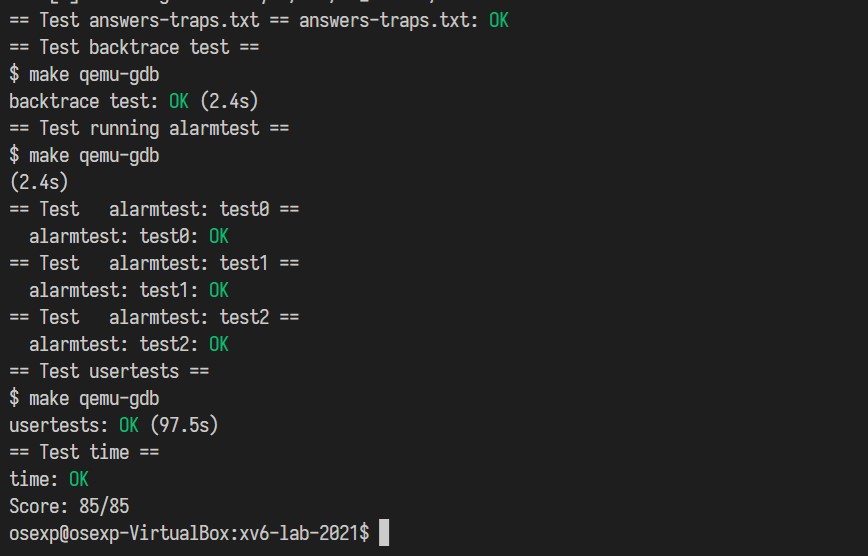 == Test answers-traps.txt == answers-traps.txt: OK
== Test backtrace test ==
$ make qemu-gdb
backtrace test: OK (2.4s)
== Test running alarmtest ==
$ make qemu-gdb
(2.4s)
== Test   alarmtest: test0 ==
  alarmtest: test0: OK
== Test   alarmtest: test1 ==
  alarmtest: test1: OK
== Test   alarmtest: test2 ==
  alarmtest: test2: OK
== Test usertests ==
$ make qemu-gdb
usertests: OK (97.5s)
== Test time ==
time: OK
Score: 85/85
osexp@osexp-VirtualBox:xv6-lab-2021$